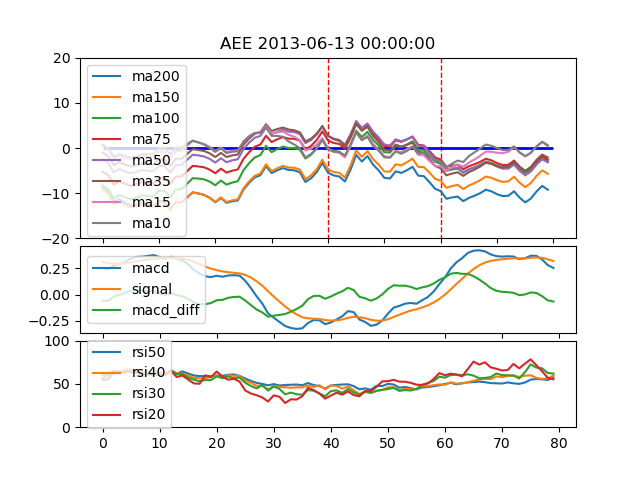 AEE 2013-06-13 00:00:00
20
10
0
−10
−20
ma200
ma150
ma100
ma75
ma50
ma35
ma15
ma10
0.25
0.00
−0.25
macd
signal
macd_diff
100
50
0
rsi50
rsi40
rsi30
rsi20
0 10 20 30 40 50 60 70 80